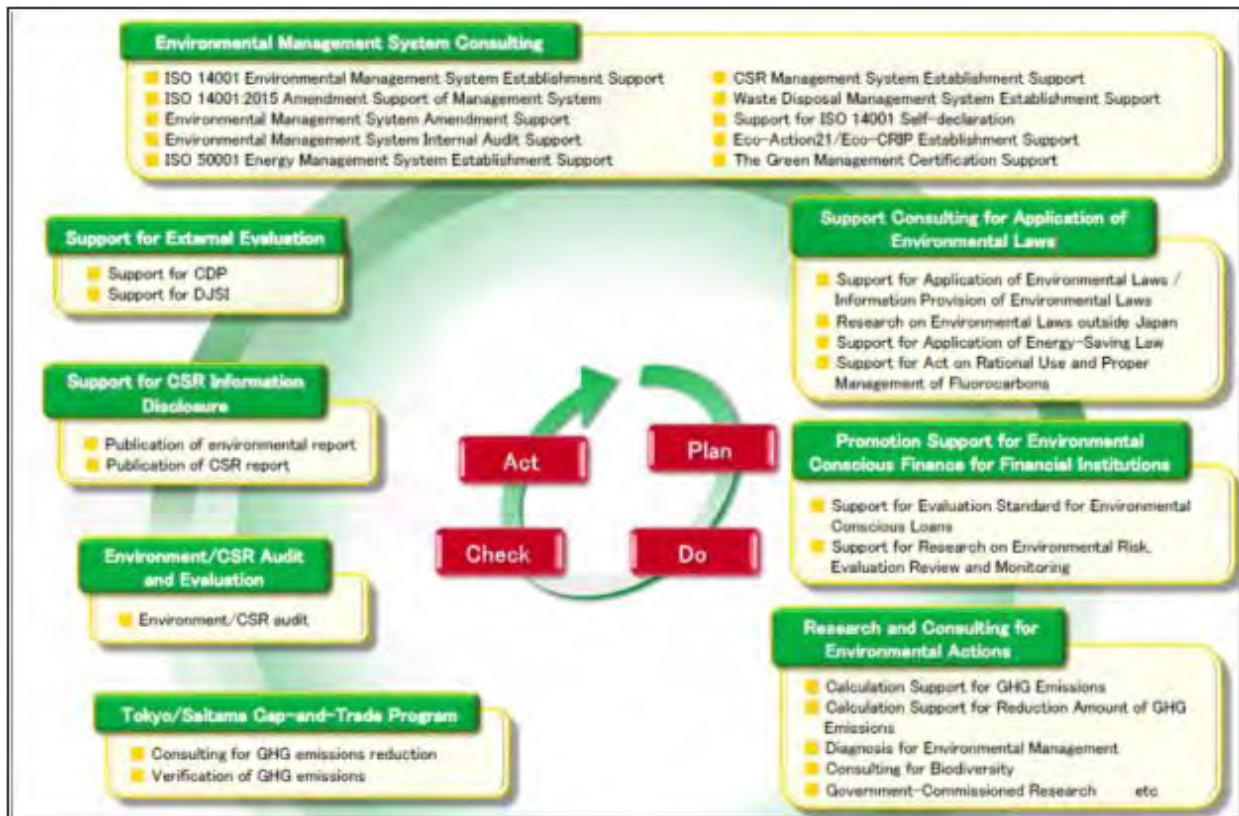 Environmental Management System Consulting
ISO 14001 Environmental Management System Establishment Support
ISO 14001:2015 Amendment Support of Management System
Environmental Management System Amendment Support
Environmental Management System Internal Audit Support
ISO 50001 Energy Management System Establishment Support
CSR Management System Establishment Support
Waste Disposal Management System Establishment Support
Support for ISO 14001 Self-declaration
Eco-Action21/Eco-CRIP Establishment Support
The Green Management Certification Support
Support for External Evaluation
Support for CDP
Support for DJSI
Support for CSR Information
Disclosure
Publication of environmental report
Publication of CSR report
Environment/CSR Audit
and Evaluation
Environment/CSR audit
Tokyo/Saitama Cap-and-Trade Program
Consulting for GHG emissions reduction
Verification of GHG emissions
Act
Plan
Check
Do
Support Consulting for Application of
Environmental Laws
Support for Application of Environmental Laws /
Information Provision of Environmental Laws
Research on Environmental Laws outside Japan
Support for Application of Energy-Saving Law
Support for Act on Rational Use and Proper
Management of Fluorocarbons
Promotion Support for Environmental
Conscious Finance for Financial Institutions
Support for Evaluation Standard for Environmental
Conscious Loans
Support for Research on Environmental Risk,
Evaluation Review and Monitoring
Research and Consulting for
Environmental Actions
Calculation Support for GHG Emissions
Calculation Support for Reduction Amount of GHG
Emissions
Diagnosis for Environmental Management
Consulting for Biodiversity
Government-Commissioned Research etc